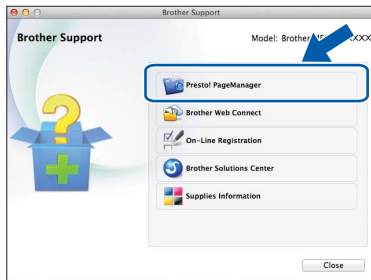 Brother Support
Brother Support
Model: Brother
Presto! PageManager
Brother Web Connect
On-Line Registration
Brother Solutions Center
Supplies Information
Close